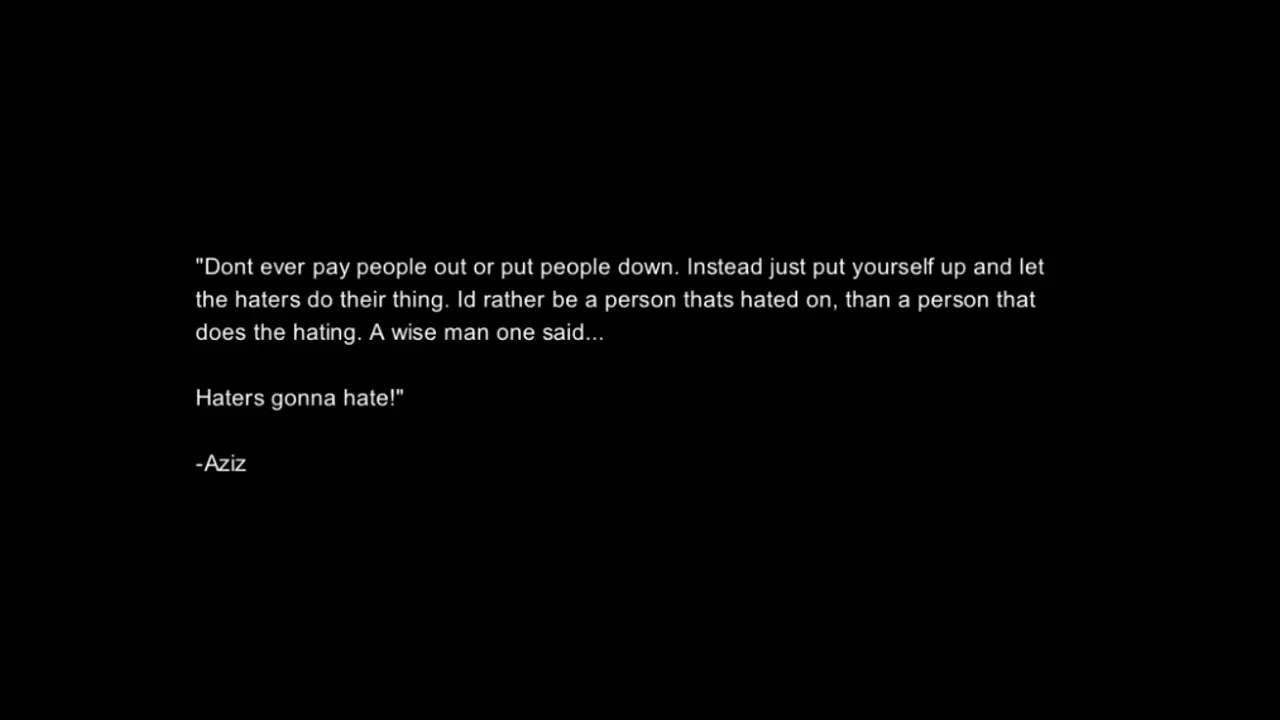 "Dont ever pay people out or put people down. Instead just put yourself up and let
the haters do their thing. Id rather be a person thats hated on, than a person that
does the hating. A wise man one said...
Haters gonna hate!"
-Aziz